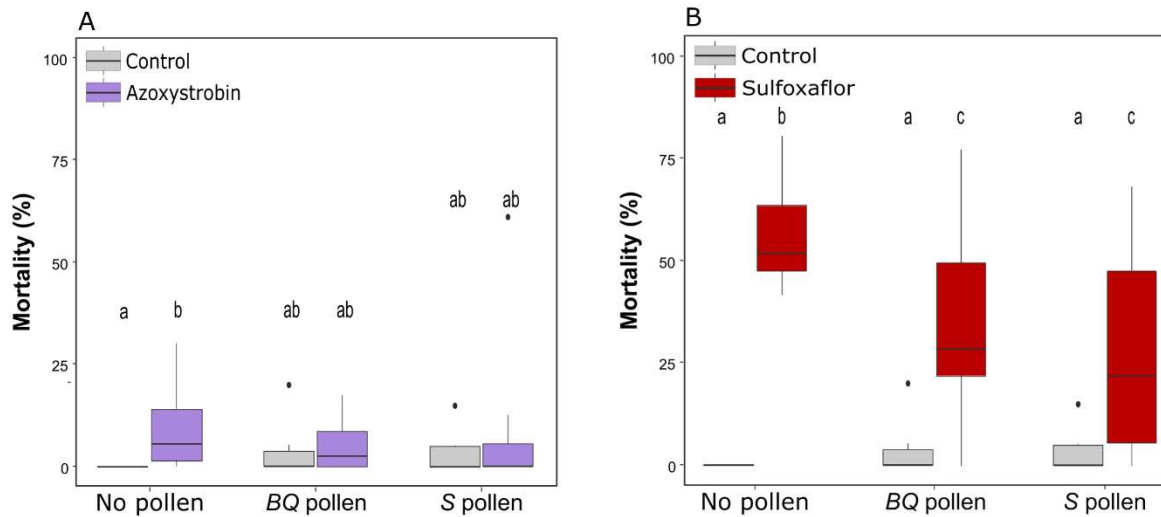 A
Control
Azoxystrobin
Mortality (%)
100
75
50
25
0
a b ab ab ab ab
No pollen BQ pollen S pollen
B
Control
Sulfoxaflor
Mortality (%)
100
75
50
25
0
a b a c a c
No pollen BQ pollen S pollen